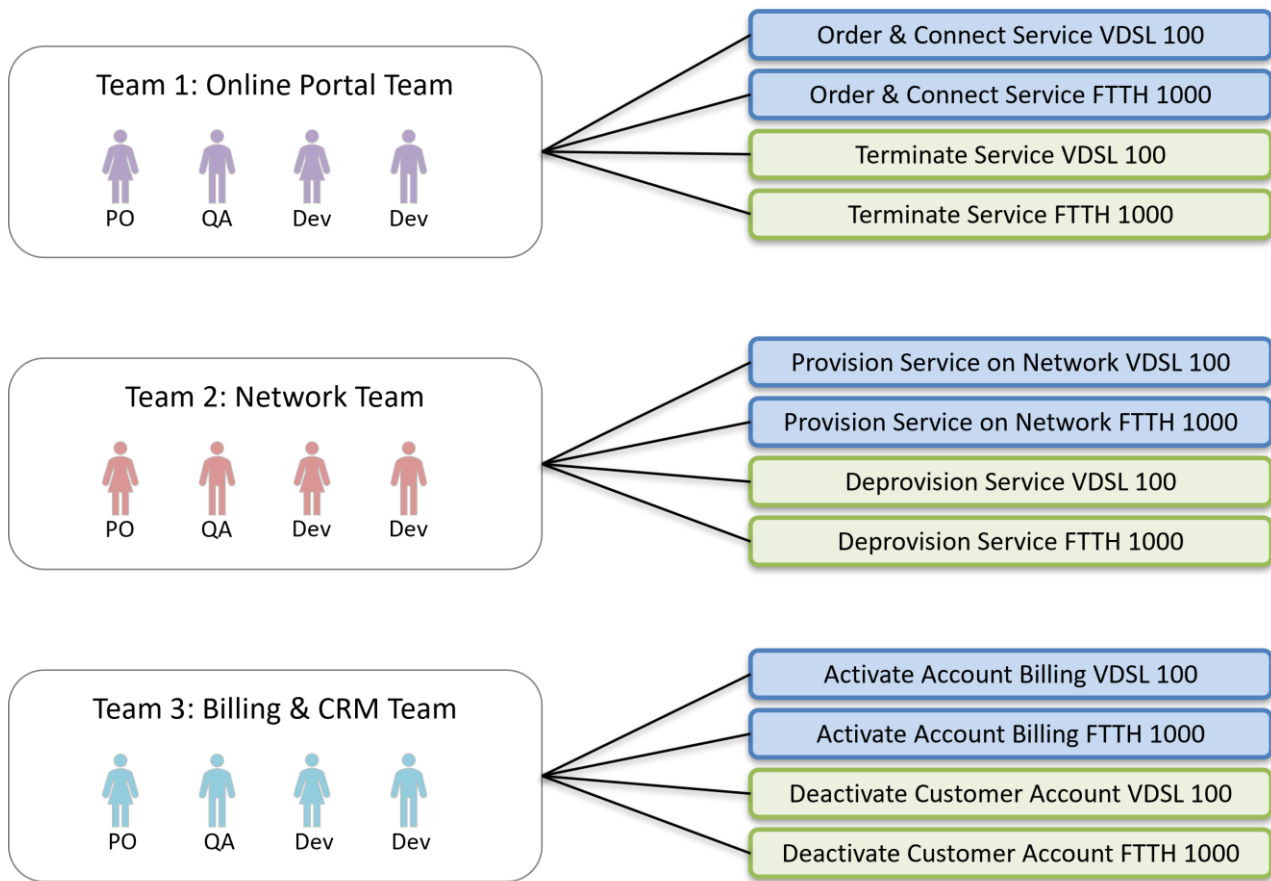 Team 1: Online Portal Team
PO QA Dev Dev
Order & Connect Service VDSL 100
Order & Connect Service FTTH 1000
Terminate Service VDSL 100
Terminate Service FTTH 1000
Team 2: Network Team
PO QA Dev Dev
Provision Service on Network VDSL 100
Provision Service on Network FTTH 1000
Deprovision Service VDSL 100
Deprovision Service FTTH 1000
Team 3: Billing & CRM Team
PO QA Dev Dev
Activate Account Billing VDSL 100
Activate Account Billing FTTH 1000
Deactivate Customer Account VDSL 100
Deactivate Customer Account FTTH 1000